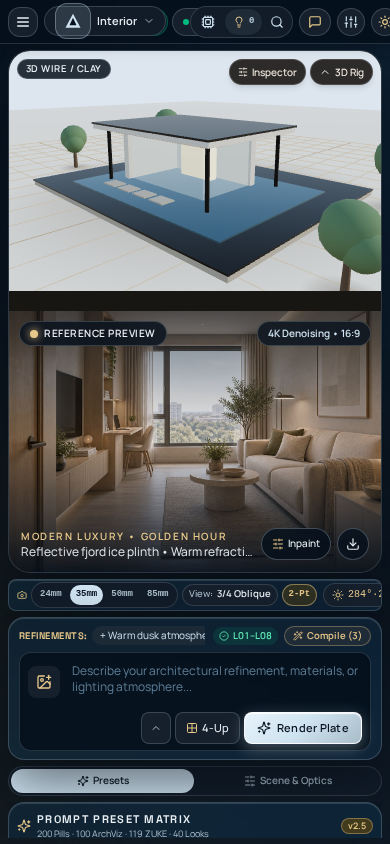 Interior
0
3D WIRE / CLAY
Inspector
3D Rig
REFERENCE PREVIEW
4K Denoising • 16:9
MODERN LUXURY • GOLDEN HOUR
Reflective fjord ice plinth • Warm refracti...
Inpaint
24mm
35mm
50mm
85mm
View: 3/4 Oblique
2-Pt
284°
REFINEMENTS:
+ Warm dusk atmosphe
L01–L08
Compile (3)
Describe your architectural refinement, materials, or
lighting atmosphere...
4-Up
Render Plate
Presets
Scene & Optics
PROMPT PRESET MATRIX
200 Pills · 100 ArchViz · 119 ZUKE · 40 Looks
v2.5